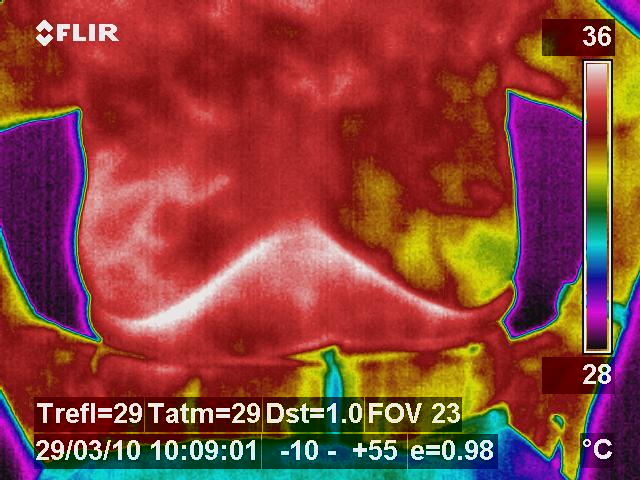 FLIR
36
28
Trefl=29 Tatm=29 Dst=1.0 FOV 23
29/03/10 10:09:01 -10 - +55 e=0.98 °C